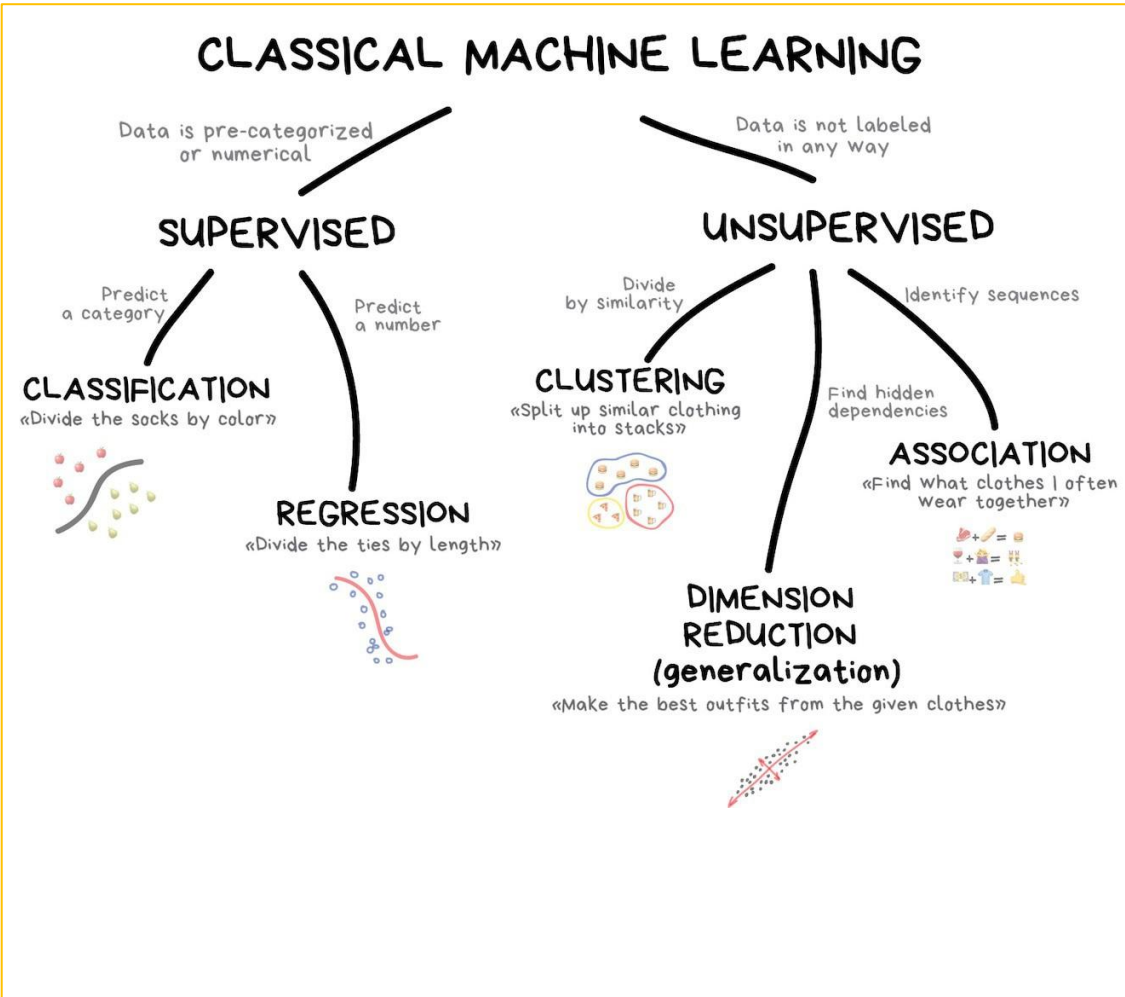 CLASSICAL MACHINE LEARNING
Data is pre-categorized
or numerical
Data is not labeled
in any way
SUPERVISED
UNSUPERVISED
Predict
a category
Predict
a number
Divide
by similarity
Identify sequences
CLASSIFICATION
«Divide the socks by color»
CLUSTERING
«Split up similar clothing
into stacks»
Find hidden
dependencies
ASSOCIATION
«Find what clothes I often
wear together»
REGRESSION
«Divide the ties by length»
+ =
+ =
+ =
DIMENSION
REDUCTION
(generalization)
«Make the best outfits from the given clothes»